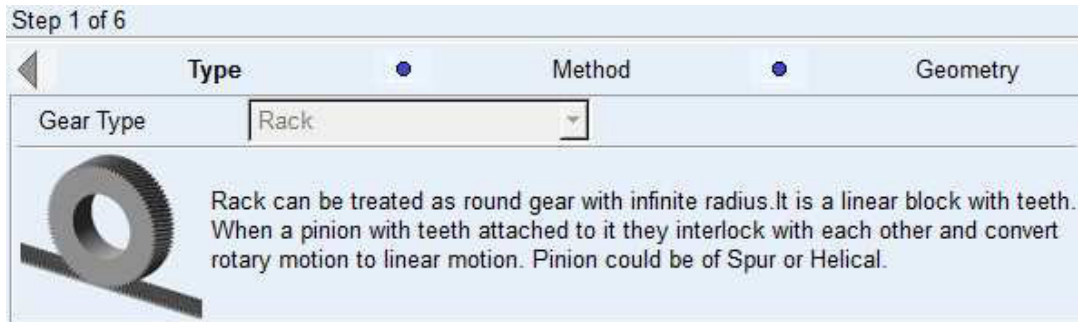 Step 1 of 6
Type Method Geometry
Gear Type Rack
Rack can be treated as round gear with infinite radius.It is a linear block with teeth.
When a pinion with teeth attached to it they interlock with each other and convert
rotary motion to linear motion. Pinion could be of Spur or Helical.